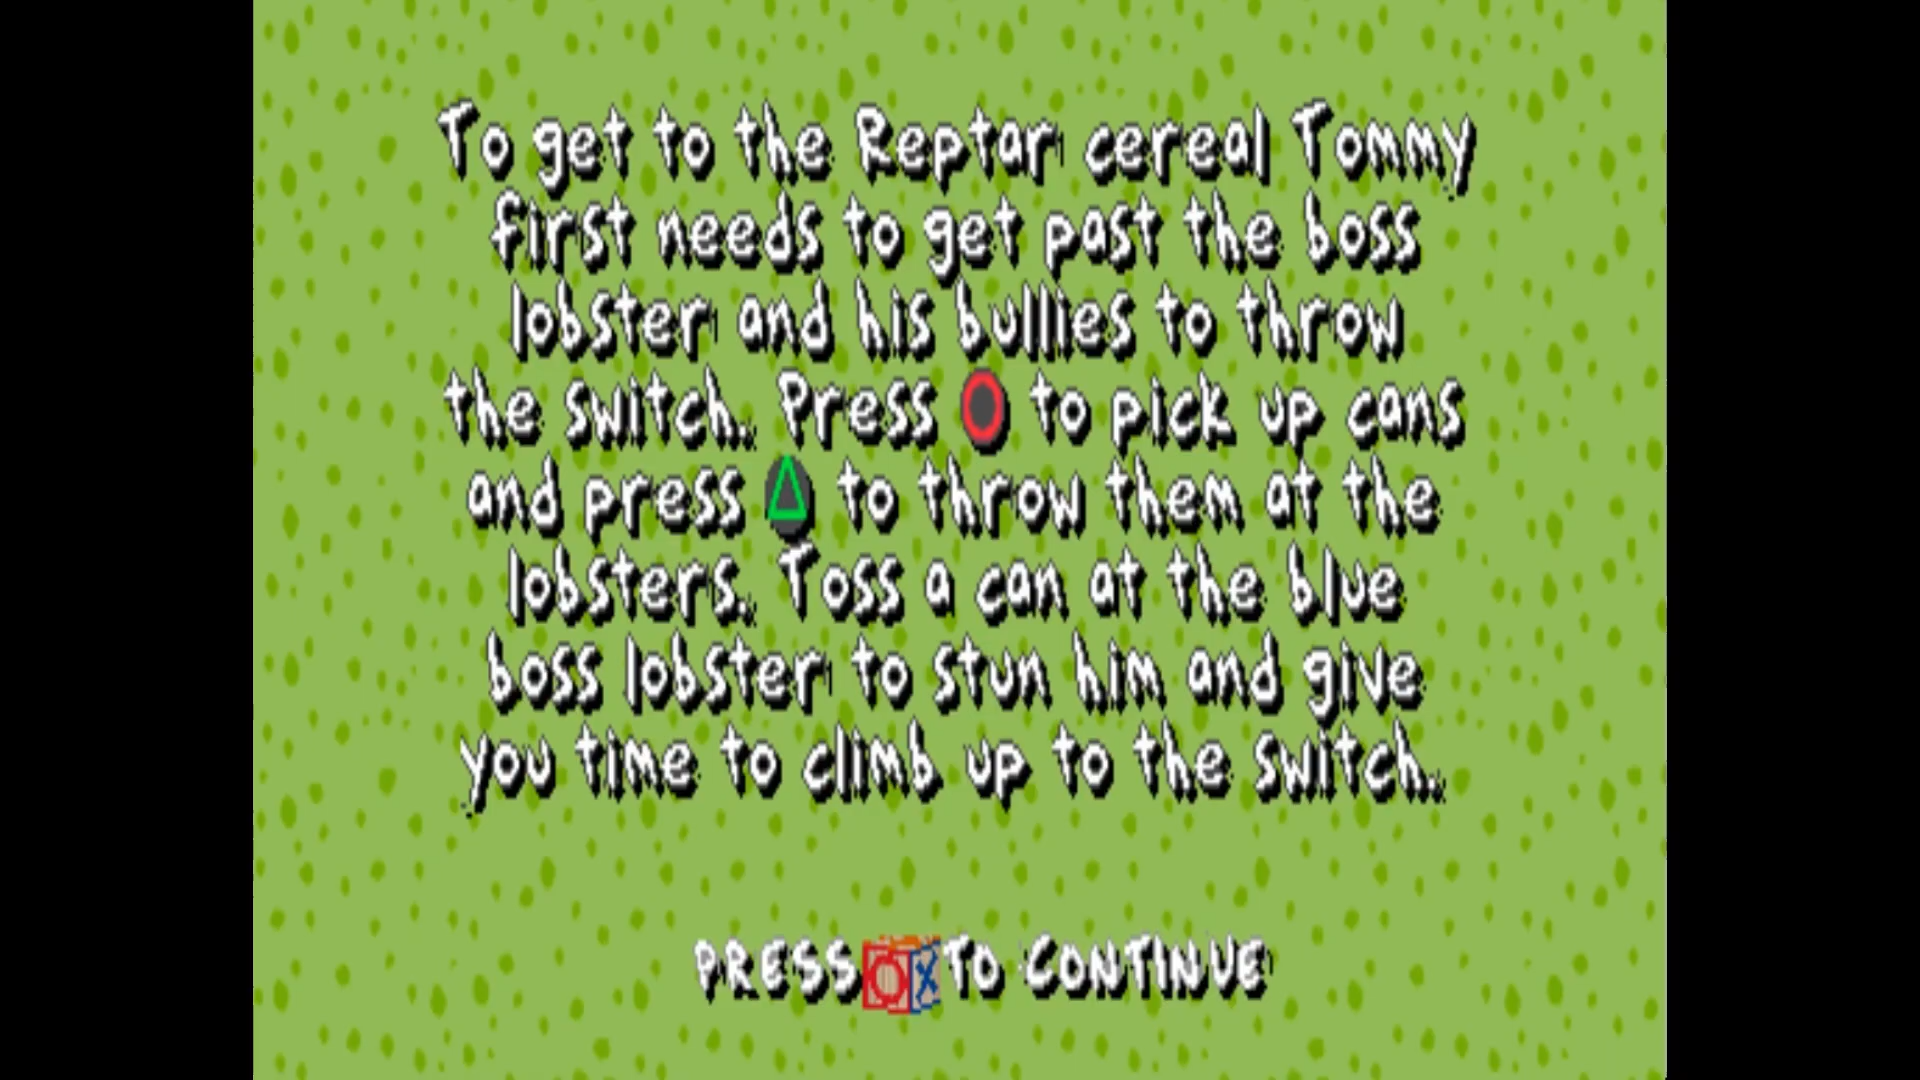 To get to the Reptar cereal Tommy
first needs to get past the boss
lobster and his bullies to throw
the switch. Press O to pick up cans
and press △ to throw them at the
lobsters. Toss a can at the blue
boss lobster to stun him and give
you time to climb up to the switch.
PRESS O X TO CONTINUE